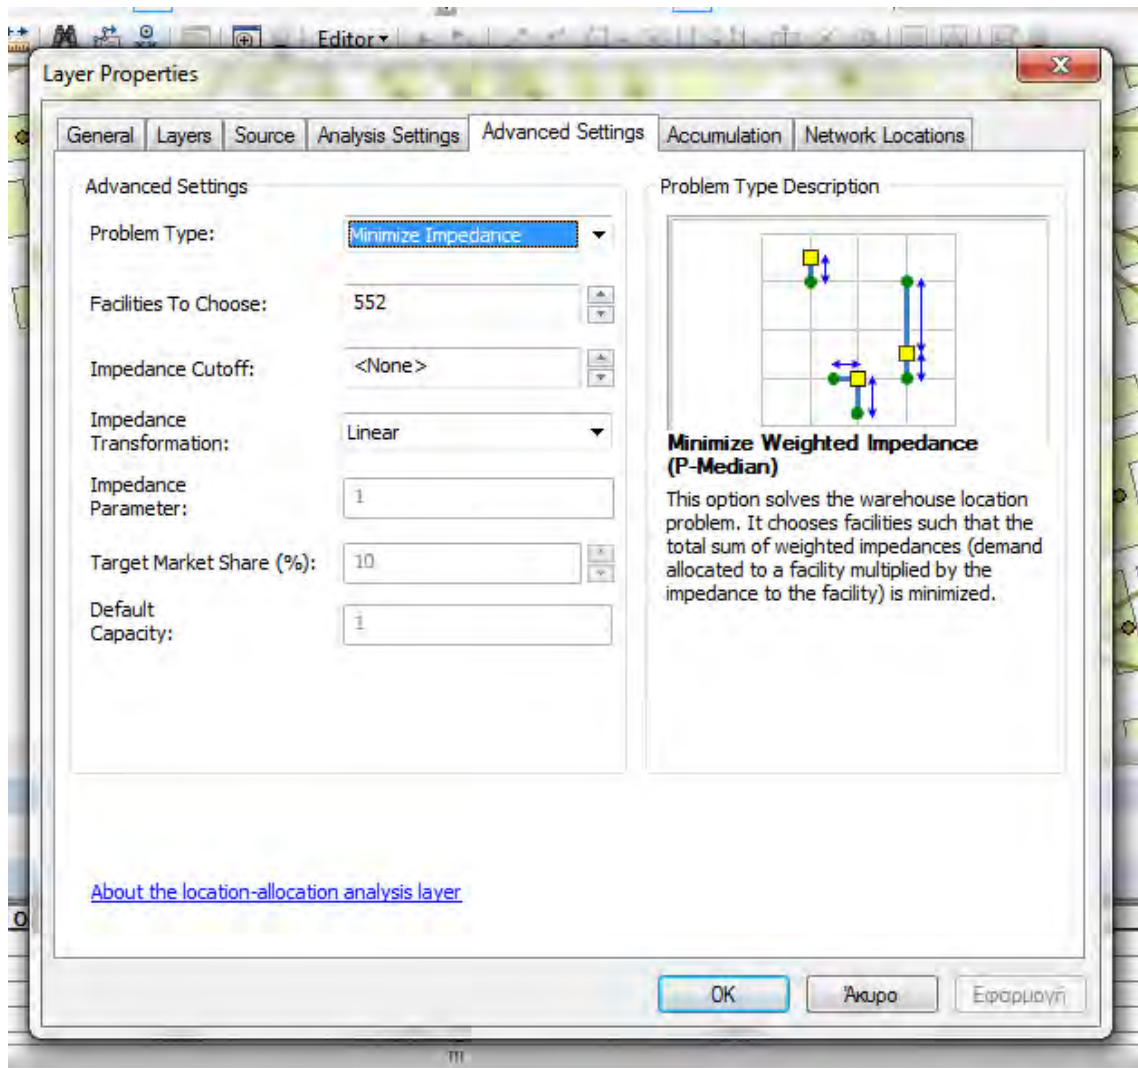 Editor
Layer Properties
General Layers Source Analysis Settings Advanced Settings Accumulation Network Locations
Advanced Settings
Problem Type: Minimize Impedance
Facilities To Choose: 552
Impedance Cutoff: <None>
Impedance
Transformation: Linear
Impedance
Parameter: 1
Target Market Share (%): 10
Default
Capacity: 1
Problem Type Description
Minimize Weighted Impedance
(P-Median)
This option solves the warehouse location
problem. It chooses facilities such that the
total sum of weighted impedances (demand
allocated to a facility multiplied by the
impedance to the facility) is minimized.
About the location-allocation analysis layer
OK Άκυρο Εφαρμογή